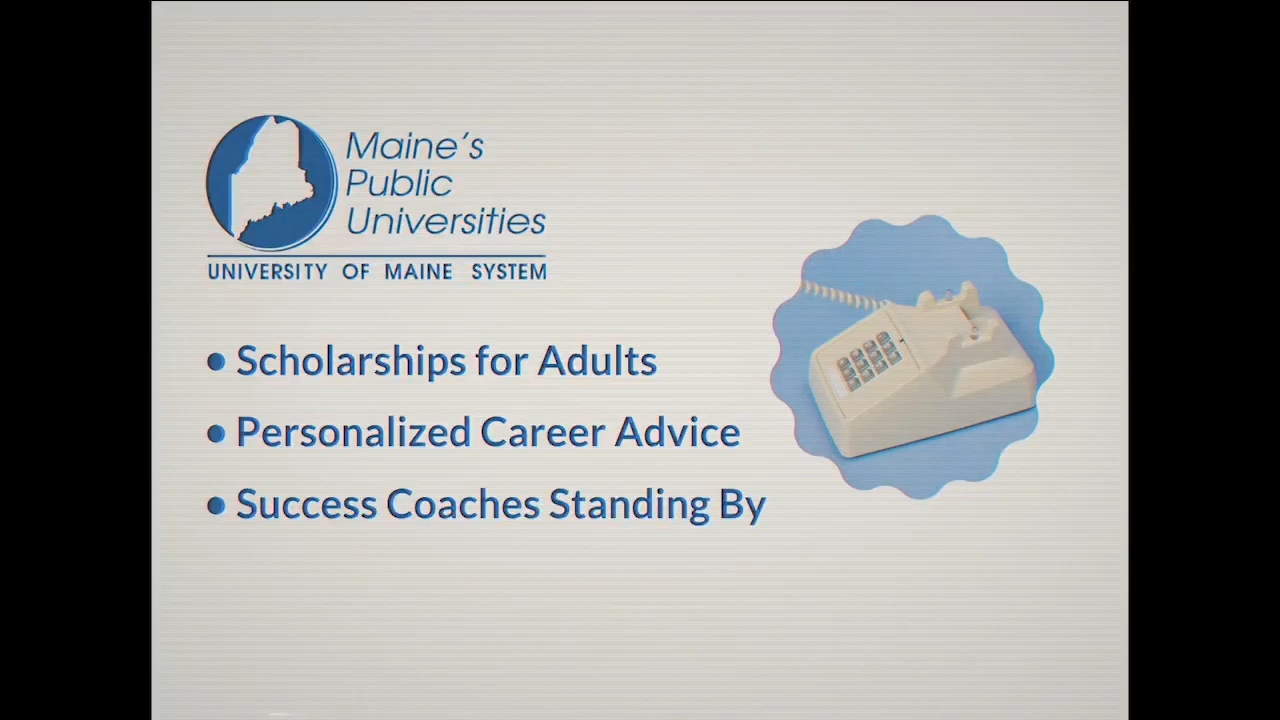 Maine's
Public
Universities
UNIVERSITY OF MAINE SYSTEM
• Scholarships for Adults
• Personalized Career Advice
• Success Coaches Standing By